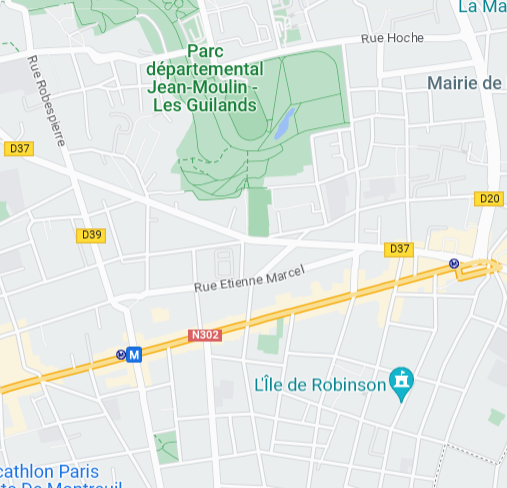 La Ma
Rue Hoche
Parc
départemental
Jean-Moulin -
Les Guilands
Mairie de
Rue Robespierre
D37
D20
D39
D37
Rue Etienne Marcel
N302
M
L'Île de Robinson
cathlon Paris
te De Montreuil